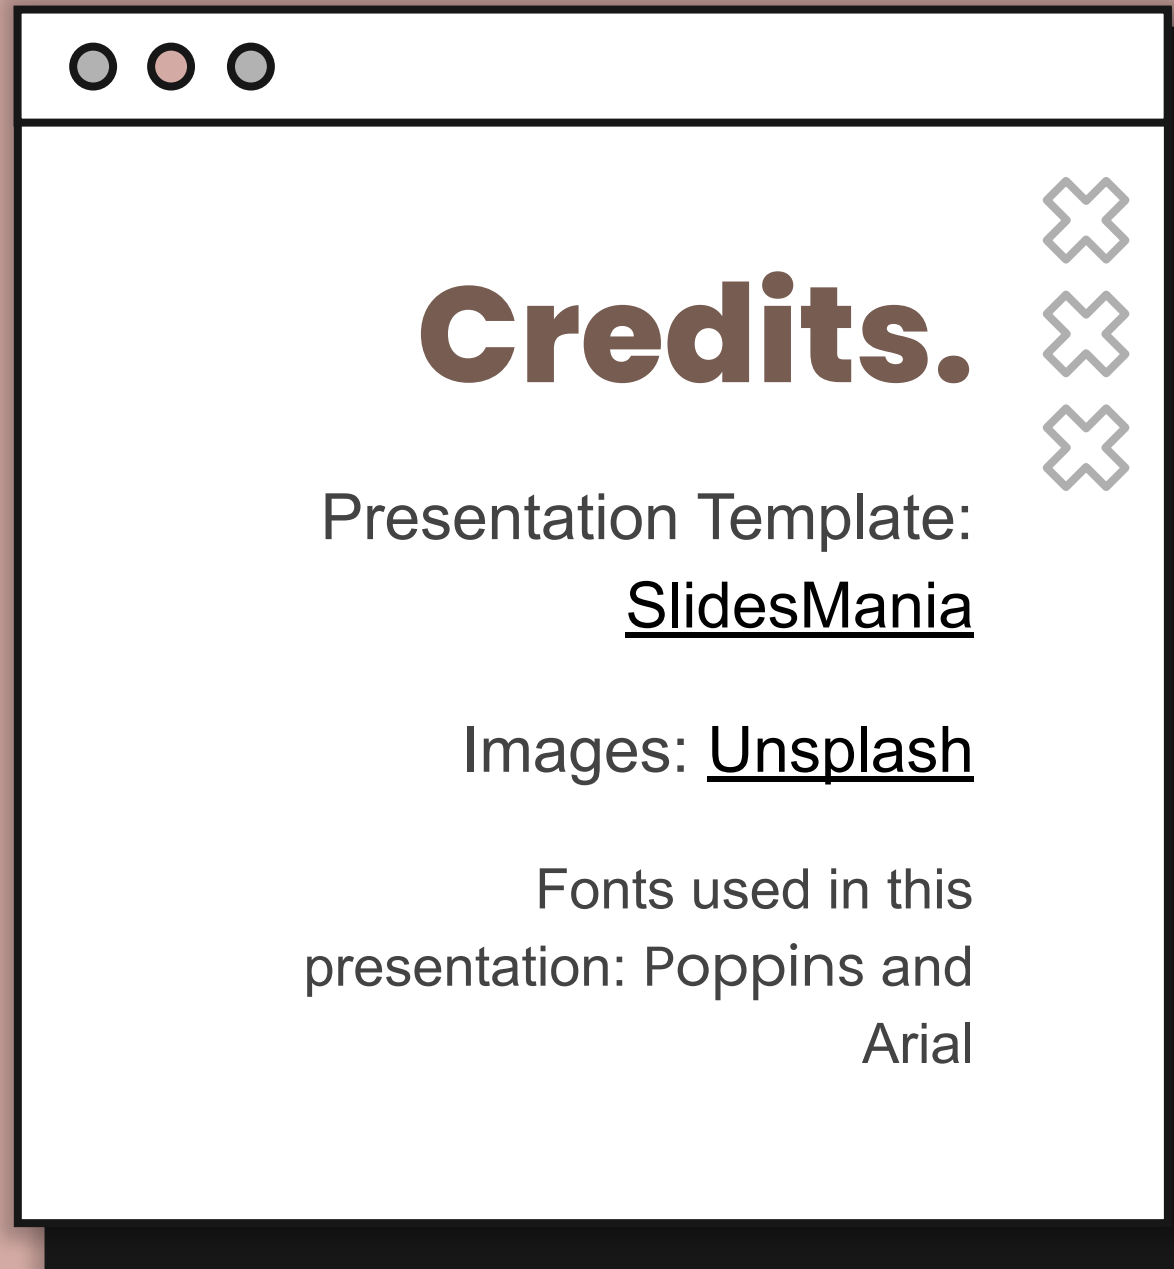 Credits.
Presentation Template:
SlidesMania
Images: Unsplash
Fonts used in this
presentation: Poppins and
Arial